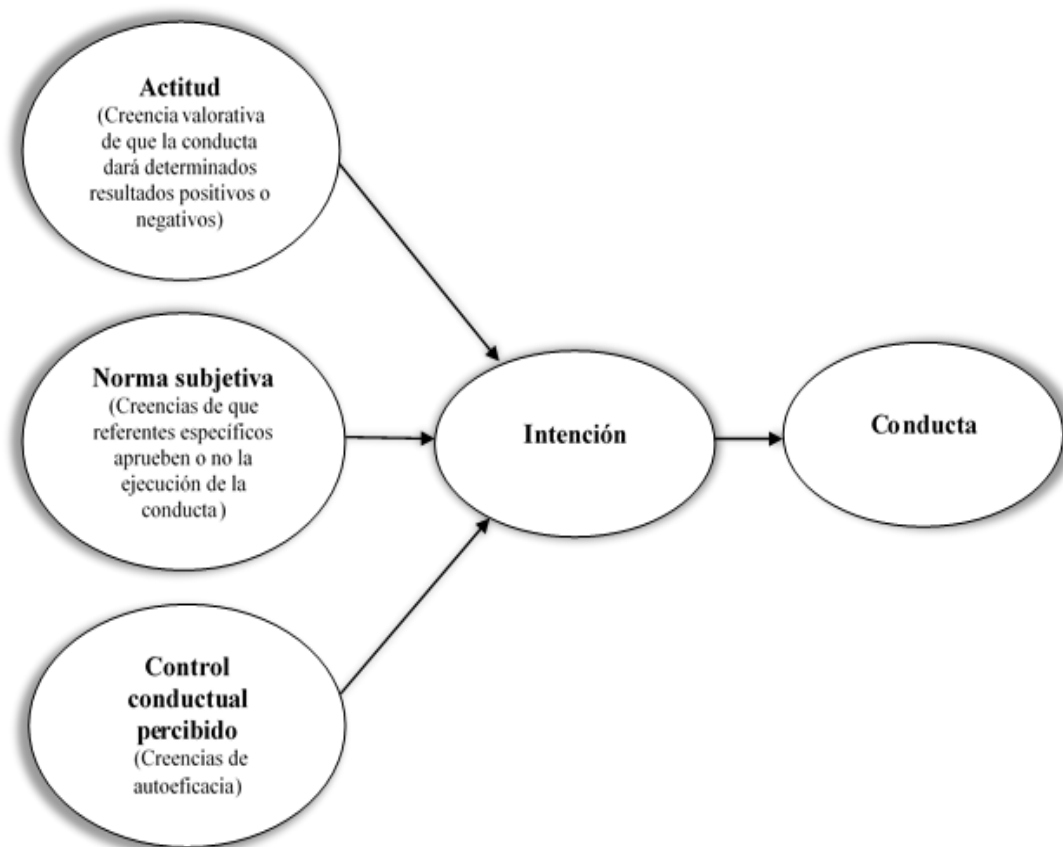 Actitud
(Creencia valorativa
de que la conducta
dará determinados
resultados positivos o
negativos)
Norma subjetiva
(Creencias de que
referentes específicos
aprueben o no la
ejecución de la
conducta)
Control
conductual
percibido
(Creencias de
autoeficacia)
Intención
Conducta